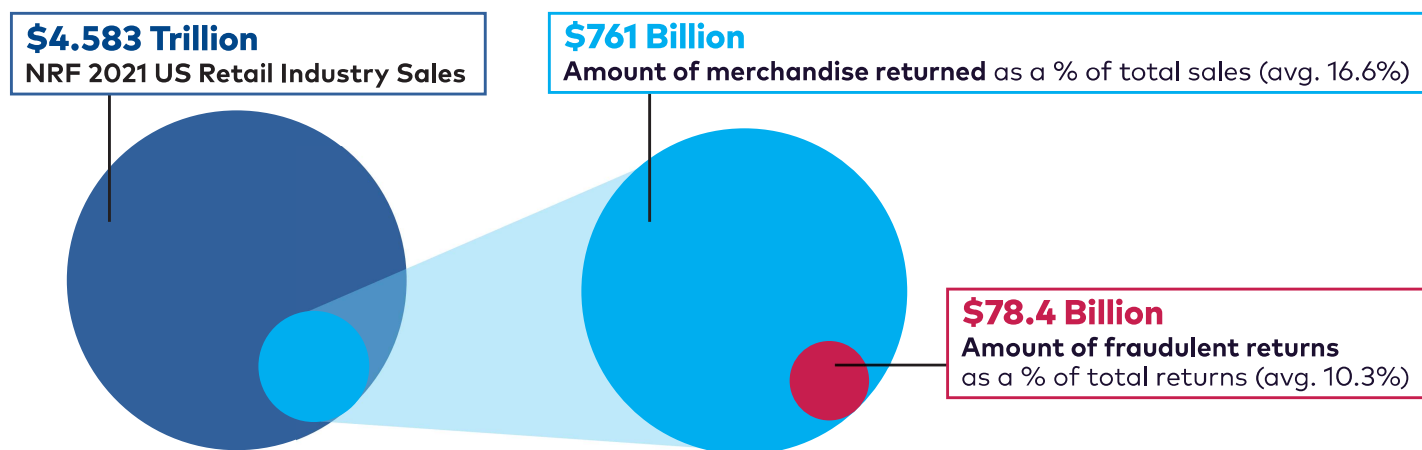 $4.583 Trillion
NRF 2021 US Retail Industry Sales
$761 Billion
Amount of merchandise returned as a % of total sales (avg. 16.6%)
$78.4 Billion
Amount of fraudulent returns
as a % of total returns (avg. 10.3%)